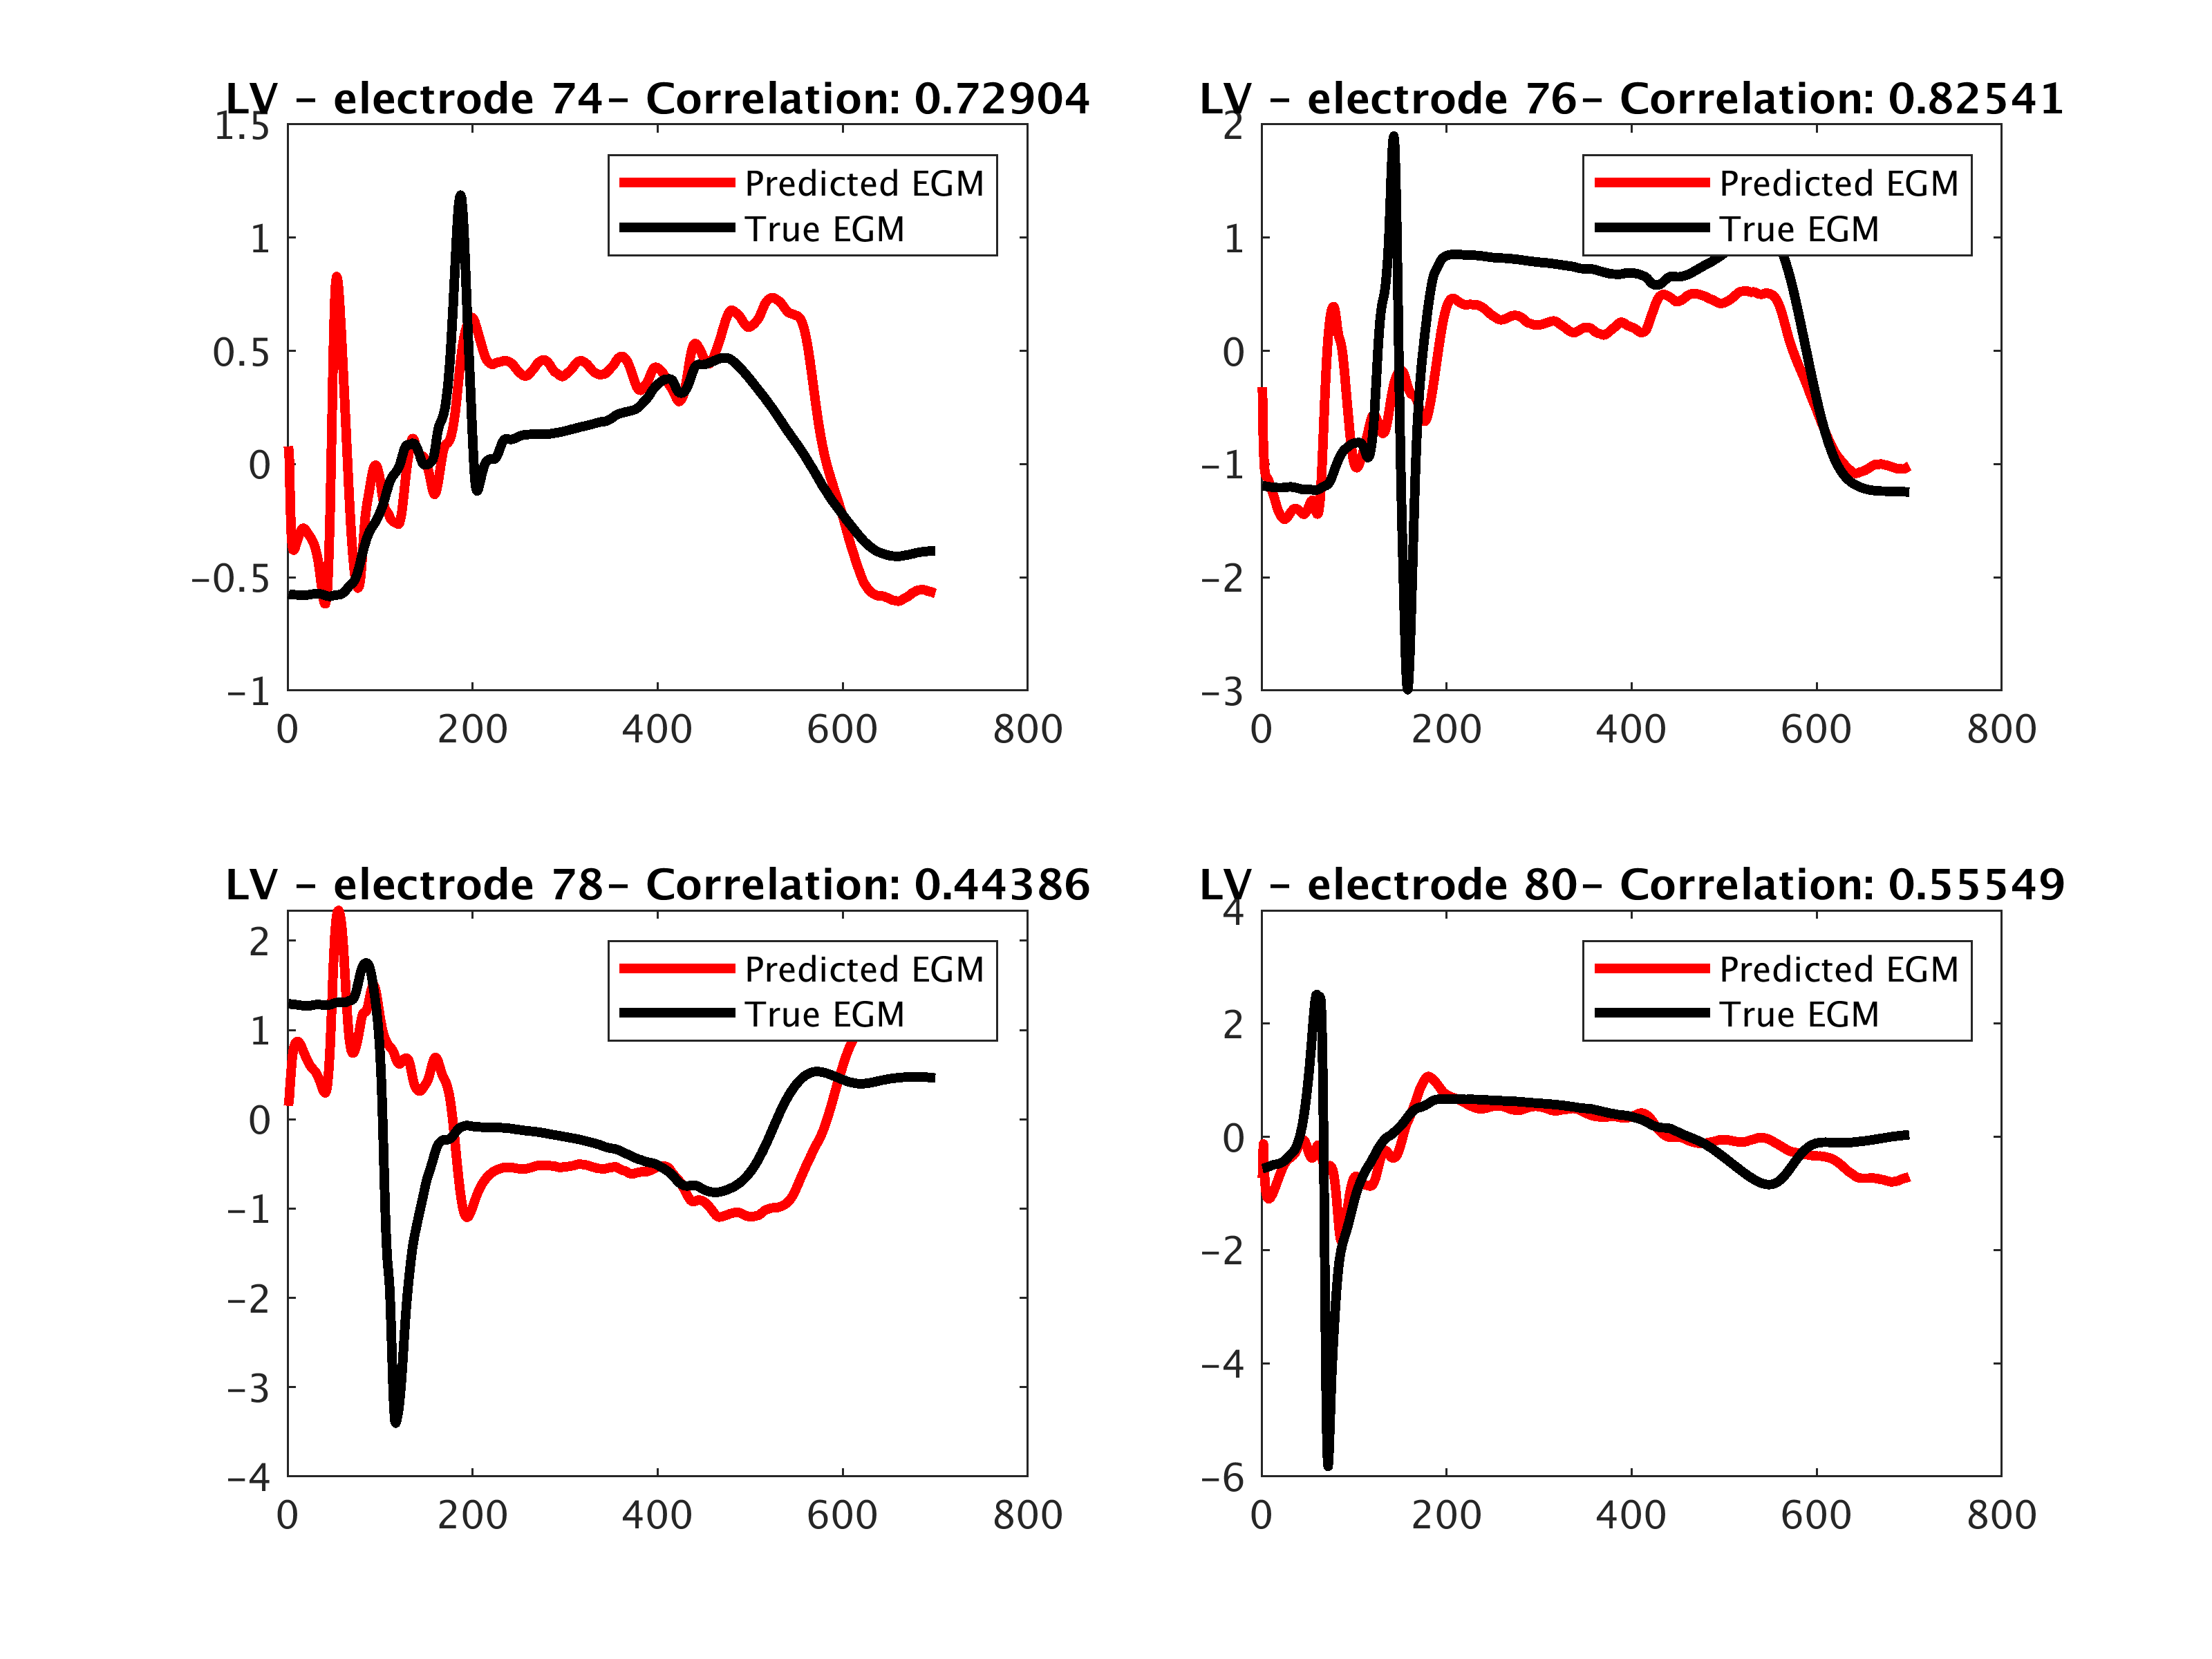 LV - electrode 74- Correlation: 0.72904
1.5
1
0.5
0
-0.5
-1
0 200 400 600 800
Predicted EGM
True EGM
LV - electrode 76- Correlation: 0.82541
2
1
0
-1
-2
-3
0 200 400 600 800
Predicted EGM
True EGM
LV - electrode 78- Correlation: 0.44386
2
1
0
-1
-2
-3
-4
0 200 400 600 800
Predicted EGM
True EGM
LV - electrode 80- Correlation: 0.55549
4
2
0
-2
-4
-6
0 200 400 600 800
Predicted EGM
True EGM